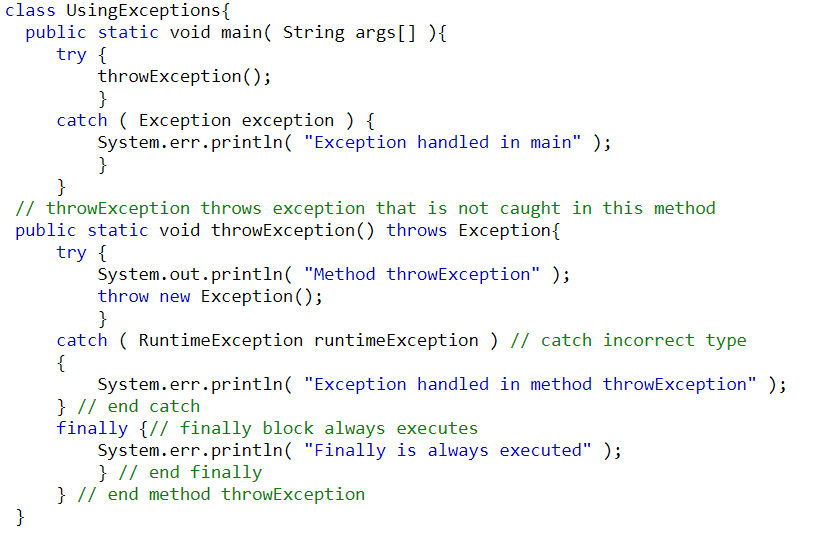 class UsingExceptions{
  public static void main( String args[] ){
     try {
         throwException();
         }
     catch ( Exception exception ) {
         System.err.println( "Exception handled in main" );
         }
     }
 // throwException throws exception that is not caught in this method
 public static void throwException() throws Exception{
     try {
         System.out.println( "Method throwException" );
         throw new Exception();
         }
     catch ( RuntimeException runtimeException ) // catch incorrect type
     {
         System.err.println( "Exception handled in method throwException" );
     } // end catch
     finally {// finally block always executes
         System.err.println( "Finally is always executed" );
         } // end finally
     } // end method throwException
 }